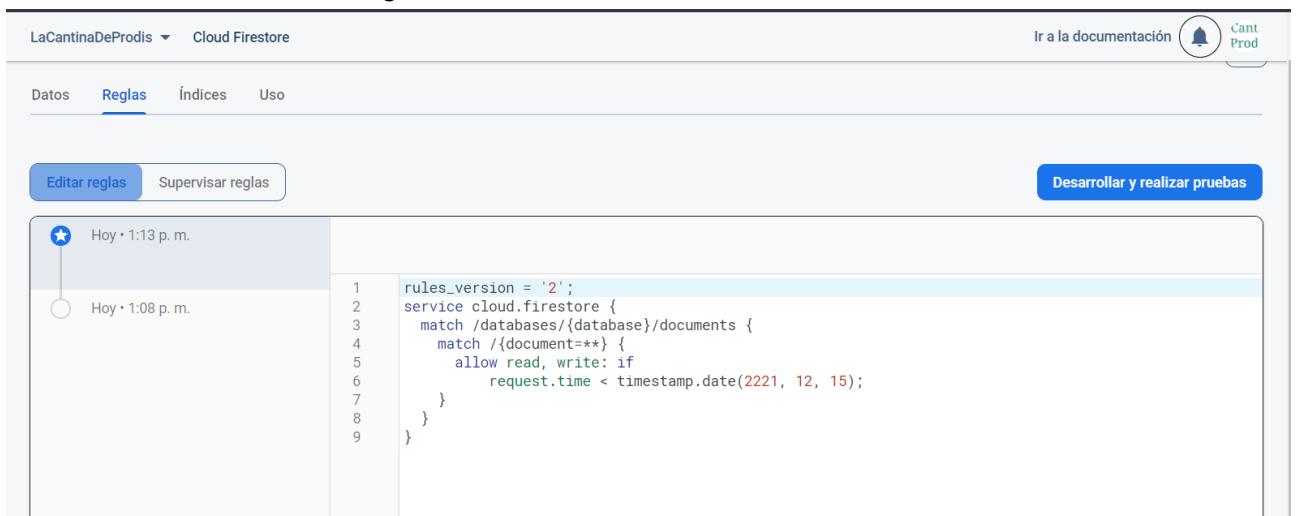 LaCantinaDeProdis Cloud Firestore Ir a la documentación Cant
Prod
Datos Reglas Índices Uso
Editar reglas Supervisar reglas Desarrollar y realizar pruebas
Hoy • 1:13 p. m.
Hoy • 1:08 p. m.
1 rules_version = '2';
2 service cloud.firestore {
3 match /databases/{database}/documents {
4 match /{document=**} {
5 allow read, write: if
6 request.time < timestamp.date(2221, 12, 15);
7 }
8 }
9 }